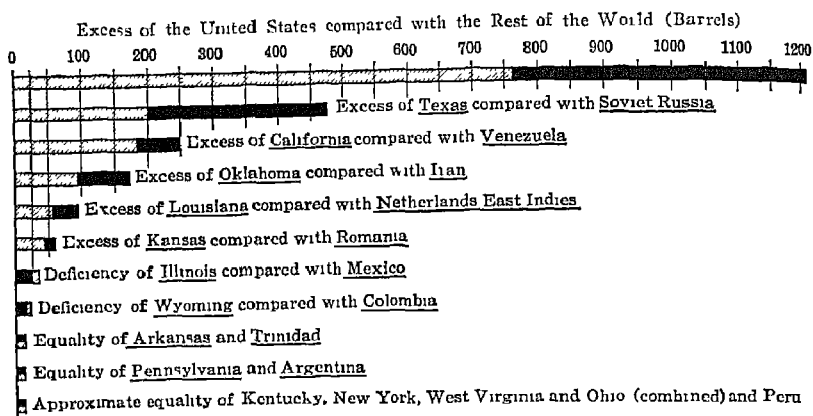 Excess of the United States compared with the Rest of the World (Barrels)
0 100 200 300 400 500 600 700 800 900 1000 1100 1200
Excess of Texas compared with Soviet Russia
Excess of California compared with Venezuela
Excess of Oklahoma compared with Iran
Excess of Louisiana compared with Netherlands East Indies
Excess of Kansas compared with Romania
Deficiency of Illinois compared with Mexico
Deficiency of Wyoming compared with Colombia
Equality of Arkansas and Trinidad
Equality of Pennsylvania and Argentina
Approximate equality of Kentucky, New York, West Virginia and Ohio (combined) and Peru